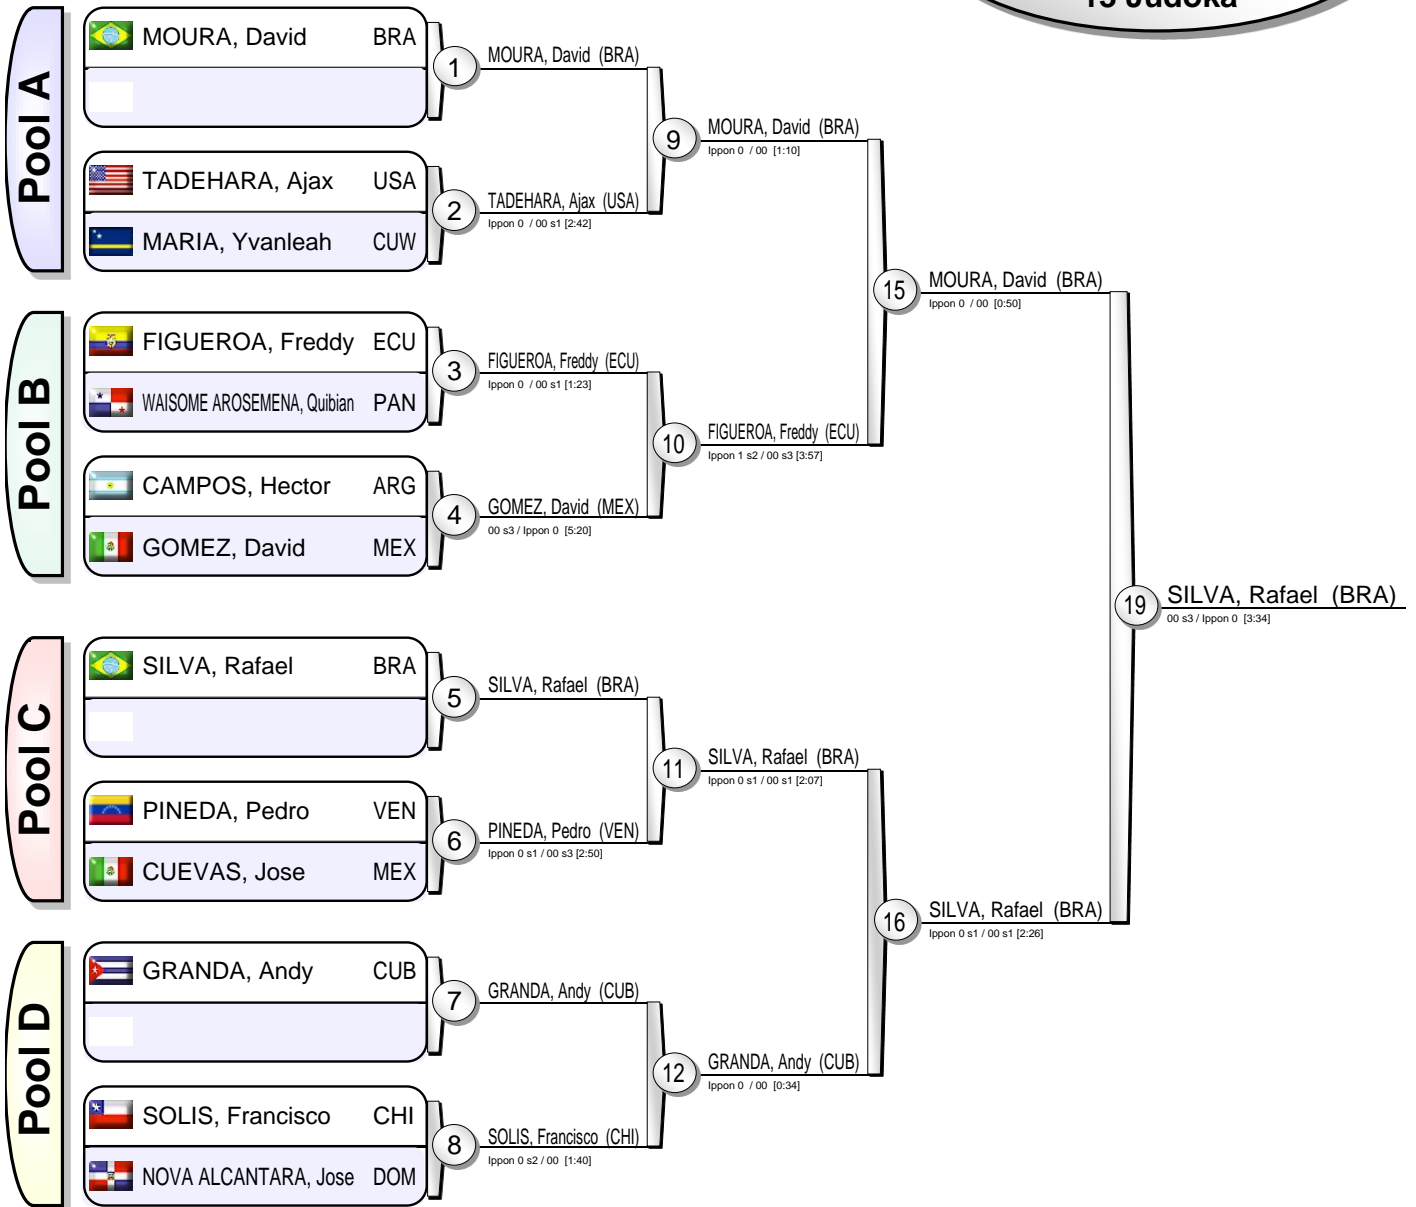 Judoka
Pool A
MOURA, David BRA
1
MOURA, David (BRA)
TADEHARA, Ajax USA
MARIA, Yvanleah CUW
2
TADEHARA, Ajax (USA)
Ippon 0 / 00 s1 [2:42]
9
MOURA, David (BRA)
Ippon 0 / 00 [1:10]
Pool B
FIGUEROA, Freddy ECU
WAISOME AROSEMENA, Quibian PAN
3
FIGUEROA, Freddy (ECU)
Ippon 0 / 00 s1 [1:23]
CAMPOS, Hector ARG
GOMEZ, David MEX
4
GOMEZ, David (MEX)
00 s3 / Ippon 0 [5:20]
10
FIGUEROA, Freddy (ECU)
Ippon 1 s2 / 00 s3 [3:57]
15
MOURA, David (BRA)
Ippon 0 / 00 [0:50]
Pool C
SILVA, Rafael BRA
5
SILVA, Rafael (BRA)
PINEDA, Pedro VEN
CUEVAS, Jose MEX
6
PINEDA, Pedro (VEN)
Ippon 0 s1 / 00 s3 [2:50]
11
SILVA, Rafael (BRA)
Ippon 0 s1 / 00 s1 [2:07]
Pool D
GRANDA, Andy CUB
7
GRANDA, Andy (CUB)
SOLIS, Francisco CHI
NOVA ALCANTARA, Jose DOM
8
SOLIS, Francisco (CHI)
Ippon 0 s2 / 00 [1:40]
12
GRANDA, Andy (CUB)
Ippon 0 / 00 [0:34]
16
SILVA, Rafael (BRA)
Ippon 0 s1 / 00 s1 [2:26]
19
SILVA, Rafael (BRA)
00 s3 / Ippon 0 [3:34]